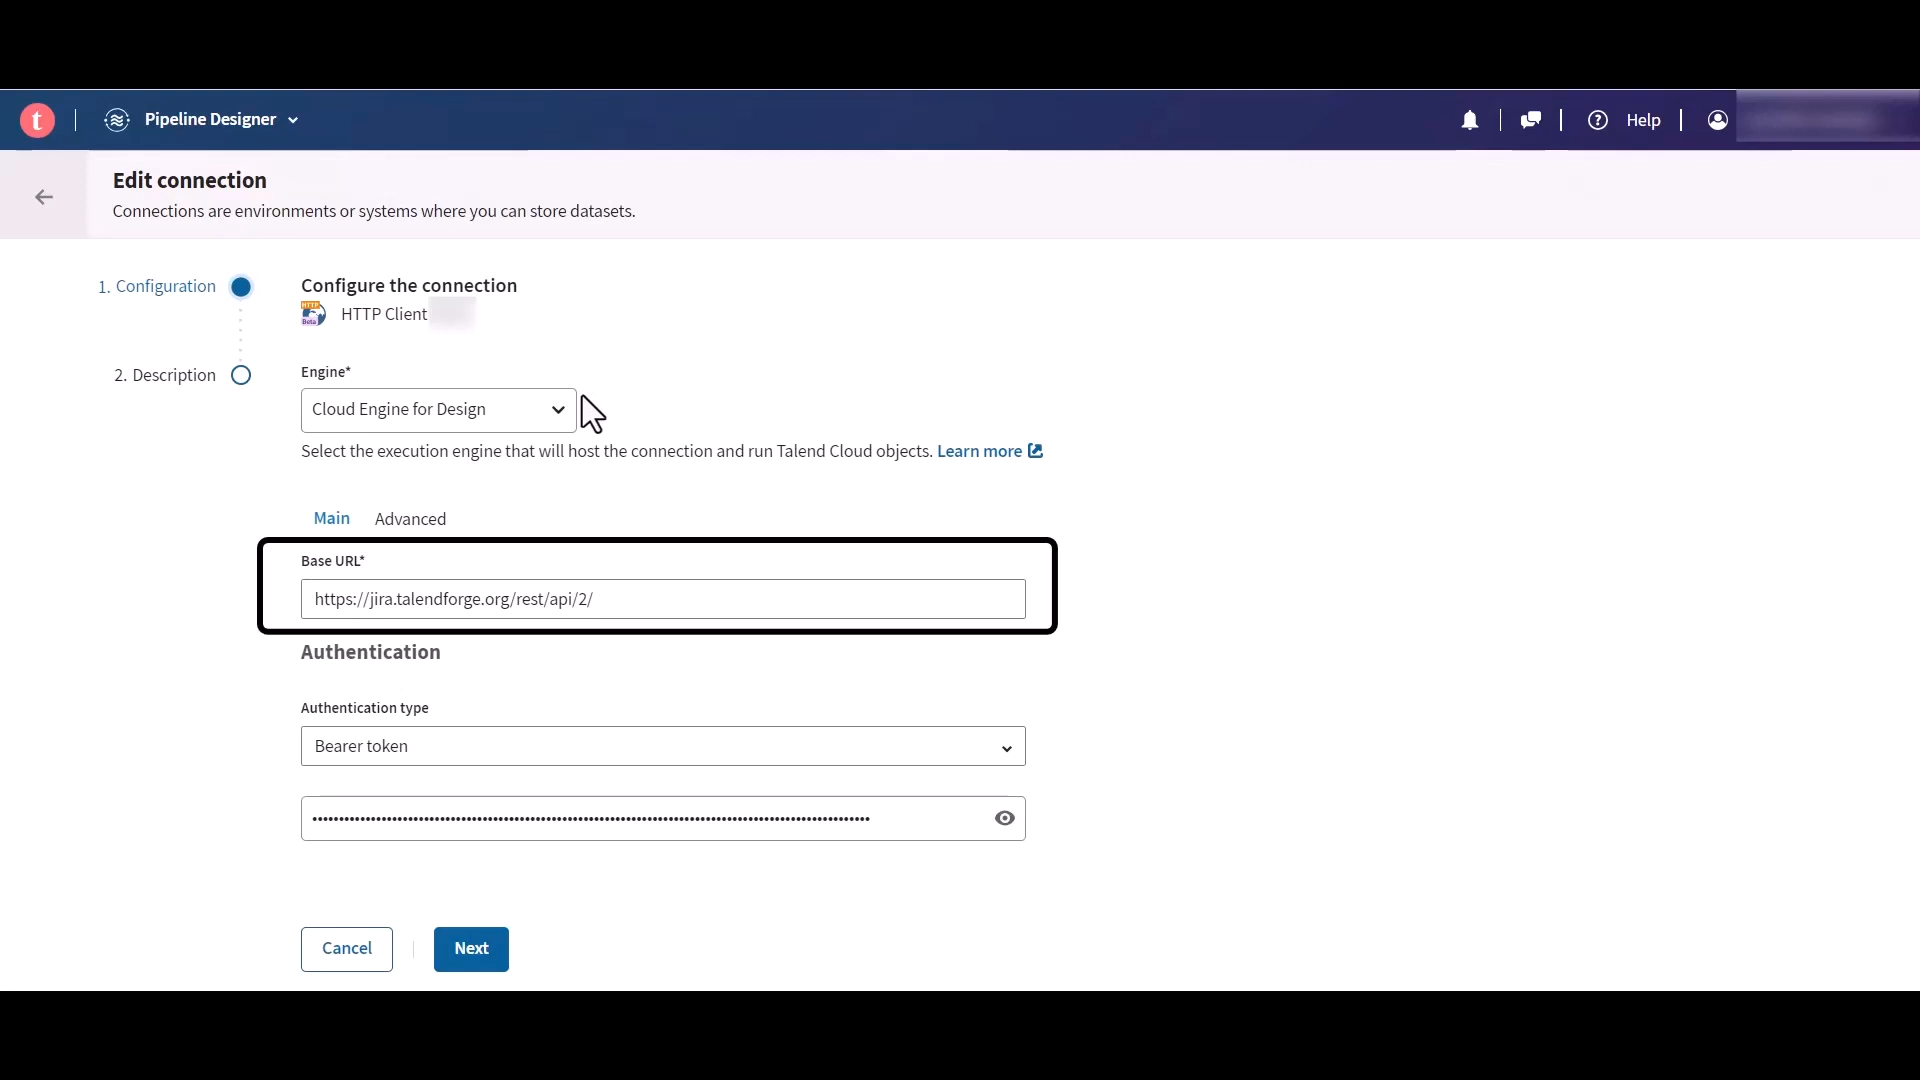 t
Pipeline Designer
Help
Edit connection
Connections are environments or systems where you can store datasets.
1. Configuration
2. Description
Configure the connection
HTTP
Beta
HTTP Client
Engine*
Cloud Engine for Design
Select the execution engine that will host the connection and run Talend Cloud objects. Learn more
Main Advanced
Base URL*
https://jira.talendforge.org/rest/api/2/
Authentication
Authentication type
Bearer token
Cancel
Next